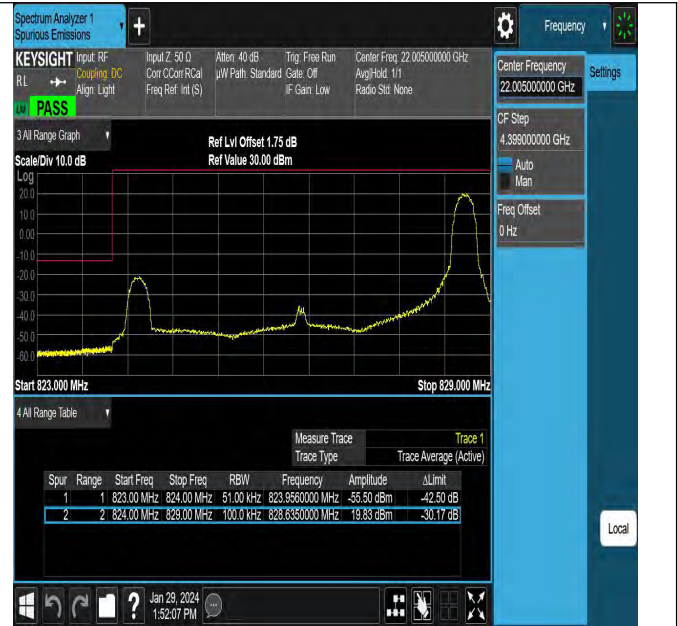 Spectrum Analyzer 1
Spurious Emissions
Frequency
KEYSIGHT Input: RF Input Z: 50 Ω Atten: 40 dB Trig: Free Run Center Freq: 22.005000000 GHz
RL Coupling: DC Corr CCorr RCal µW Path: Standard Gate: Off Avg|Hold: 1/1
Align: Light Freq Ref: Int (S) IF Gain: Low Radio Std: None
PASS
Center Frequency
22.005000000 GHz
Settings
CF Step
4.399000000 GHz
Auto
Man
Freq Offset
0 Hz
3 All Range Graph
Ref Lvl Offset 1.75 dB
Scale/Div 10.0 dB Ref Value 30.00 dBm
Log
20.0
10.0
0.00
-10.0
-20.0
-30.0
-40.0
-50.0
-60.0
Start 823.000 MHz Stop 829.000 MHz
4 All Range Table
Measure Trace Trace 1
Trace Type Trace Average (Active)
Spur Range Start Freq Stop Freq RBW Frequency Amplitude ΔLimit
1 1 823.00 MHz 824.00 MHz 51.00 kHz 823.9560000 MHz -55.50 dBm -42.50 dB
2 2 824.00 MHz 829.00 MHz 100.0 kHz 828.6350000 MHz 19.83 dBm -30.17 dB
Local
Jan 29, 2024
1:52:07 PM